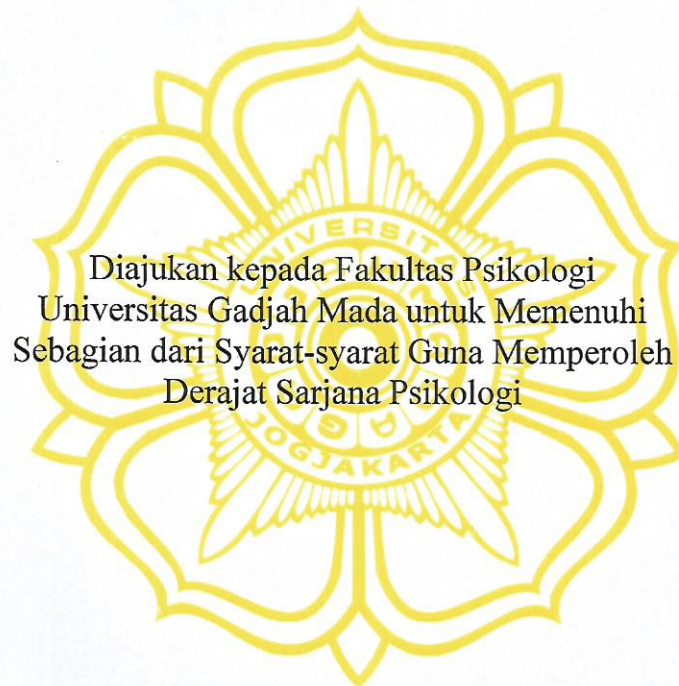 UNIVERSITAS
Diajukan kepada Fakultas Psikologi
Universitas Gadjah Mada untuk Memenuhi
Sebagian dari Syarat-syarat Guna Memperoleh
Derajat Sarjana Psikologi
JOGJAKARTA